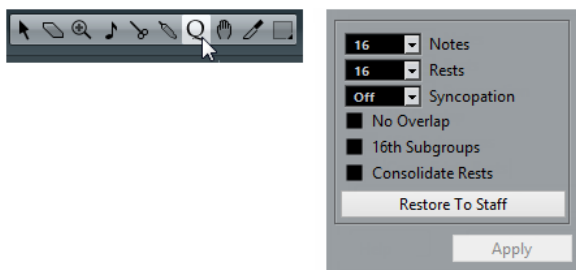 Q
16 Notes
16 Rests
Off Syncopation
No Overlap
16th Subgroups
Consolidate Rests
Restore To Staff
Apply